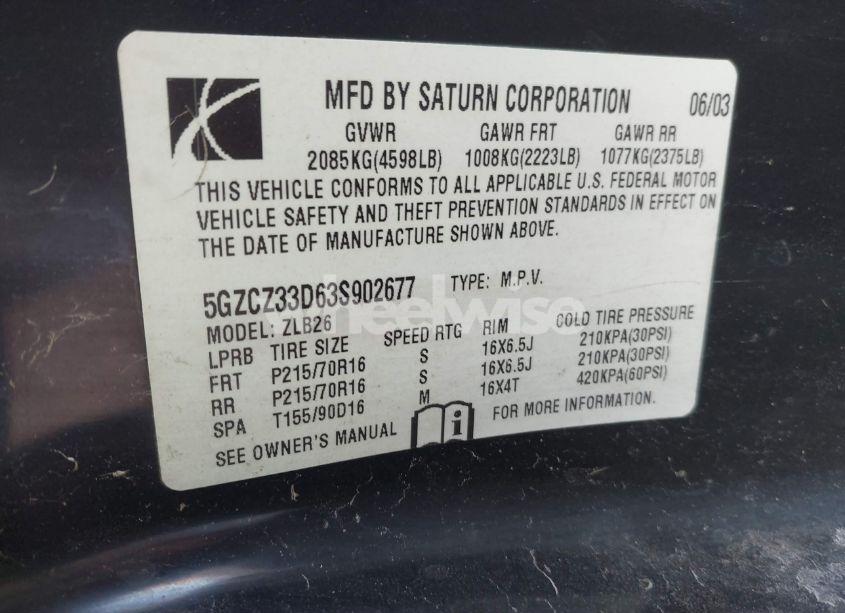 MFD BY SATURN CORPORATION 06/03
GVWR GAWR FRT GAWR RR
2085KG(4598LB) 1008KG(2223LB) 1077KG(2375LB)
THIS VEHICLE CONFORMS TO ALL APPLICABLE U.S. FEDERAL MOTOR
VEHICLE SAFETY AND THEFT PREVENTION STANDARDS IN EFFECT ON
THE DATE OF MANUFACTURE SHOWN ABOVE.
5GZCZ33D63S902677 TYPE: M.P.V.
wheelwise
MODEL: ZLB26
LPRB TIRE SIZE SPEED RTG RIM COLD TIRE PRESSURE
FRT P215/70R16 S 16X6.5J 210KPA(30PSI)
RR P215/70R16 S 16X6.5J 210KPA(30PSI)
SPA T155/90D16 M 16X4T 420KPA(60PSI)
SEE OWNER'S MANUAL i FOR MORE INFORMATION.